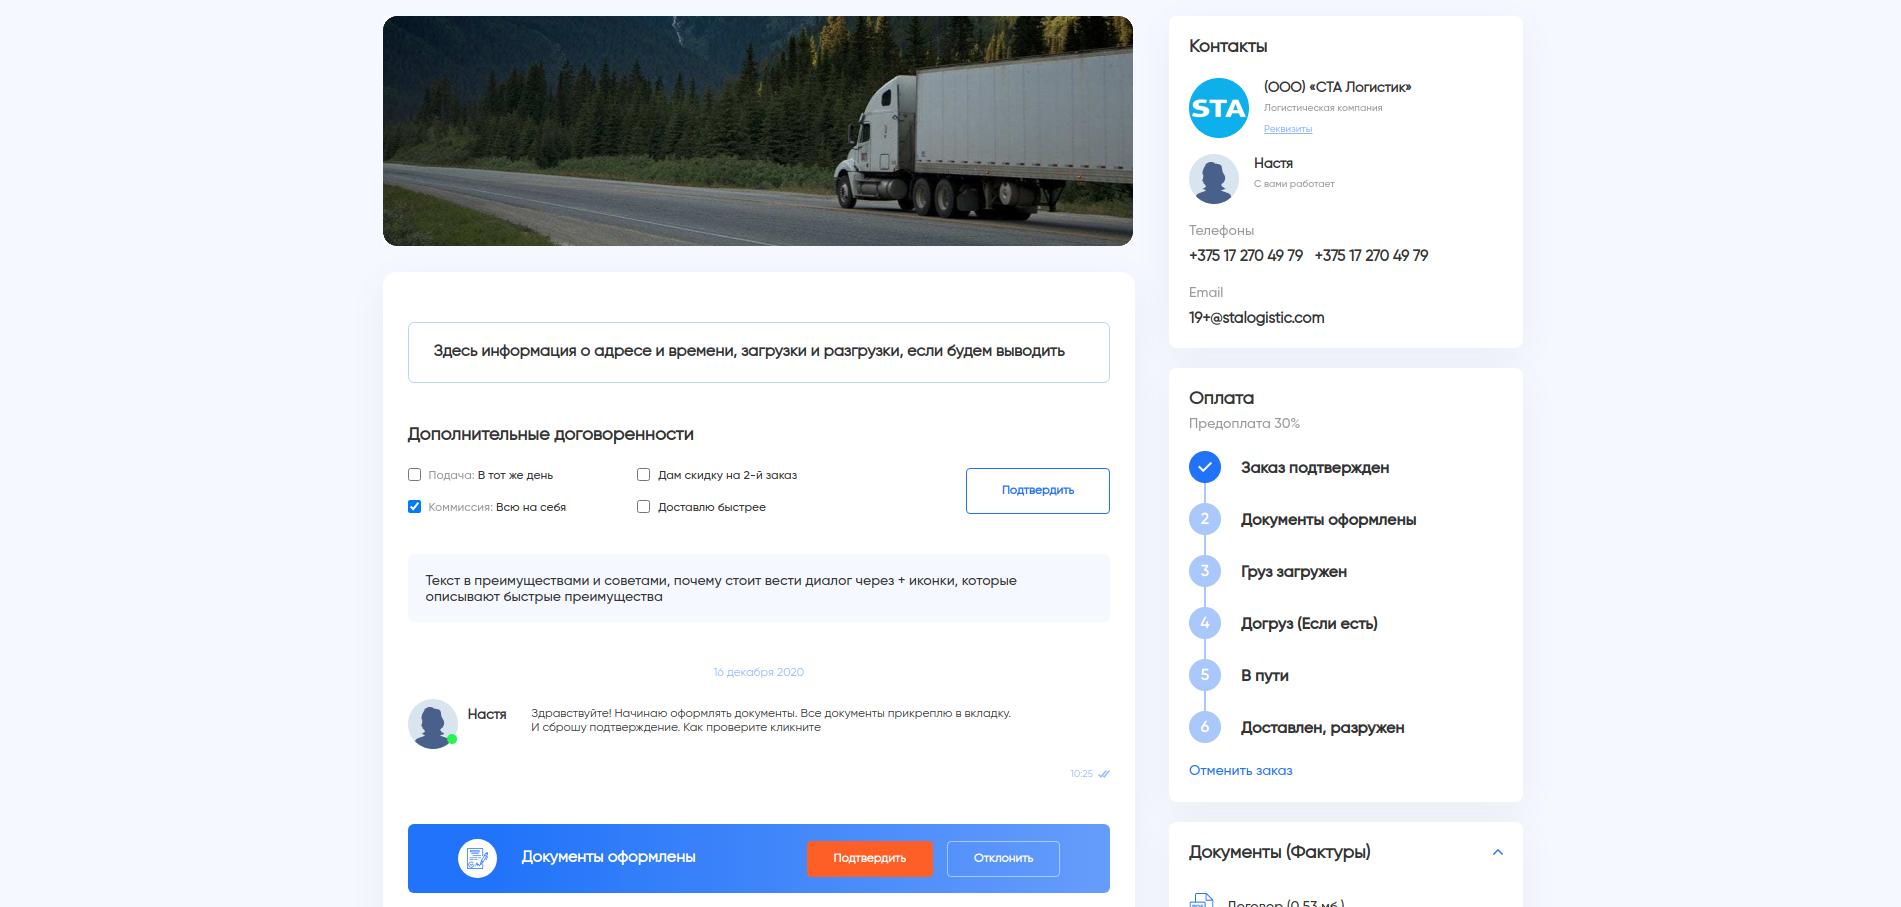 Контакты
STA
(ООО) «СТА Логистик»
Логистическая компания
Реквизиты
Настя
С вами работает
Телефоны
+375 17 270 49 79 +375 17 270 49 79
Email
19+@stalogistic.com
Здесь информация о адресе и времени, загрузки и разгрузки, если будем выводить
Дополнительные договоренности
Подача: В тот же день
Дам скидку на 2-й заказ
Коммиссия: Всю на себя
Доставлю быстрее
Подтвердить
Текст в преимуществами и советами, почему стоит вести диалог через + иконки, которые
описывают быстрые преимущества
16 декабря 2020
Настя
Здравствуйте! Начинаю оформлять документы. Все документы прикреплю в вкладку.
И сброшу подтверждение. Как проверите кликните
10:25
Документы оформлены
Подтвердить
Отклонить
Оплата
Предоплата 30%
Заказ подтвержден
2 Документы оформлены
3 Груз загружен
4 Догруз (Если есть)
5 В пути
6 Доставлен, разружен
Отменить заказ
Документы (Фактуры)
Договор (0.53 мб.)